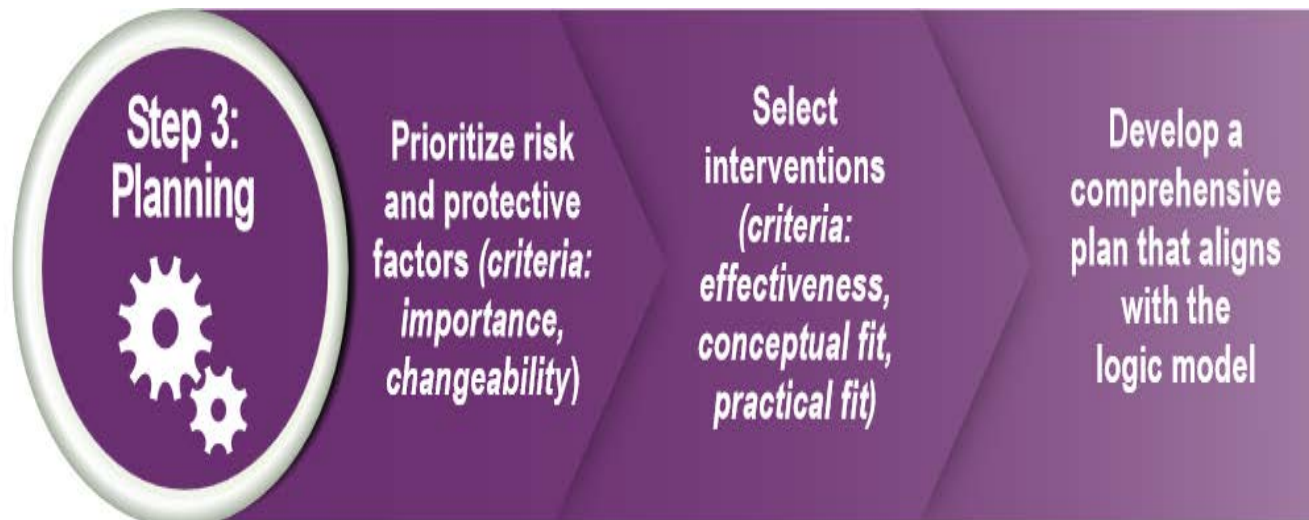 Step 3:
Planning
Prioritize risk
and protective
factors (criteria:
importance,
changeability)
Select
interventions
(criteria:
effectiveness,
conceptual fit,
practical fit)
Develop a
comprehensive
plan that aligns
with the
logic model